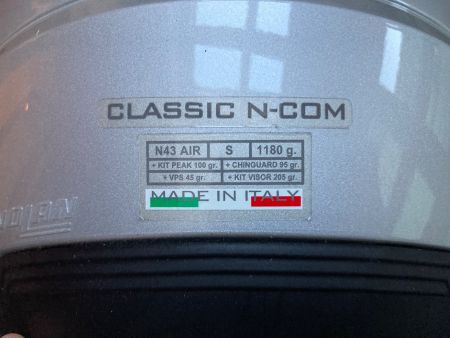 CLASSIC N-COM
N43 AIR S 1180 g.
+ KIT PEAK 100 gr. + CHINGUARD 95 gr.
+ VPS 45 gr. + KIT VISOR 205 gr.
MADE IN ITALY